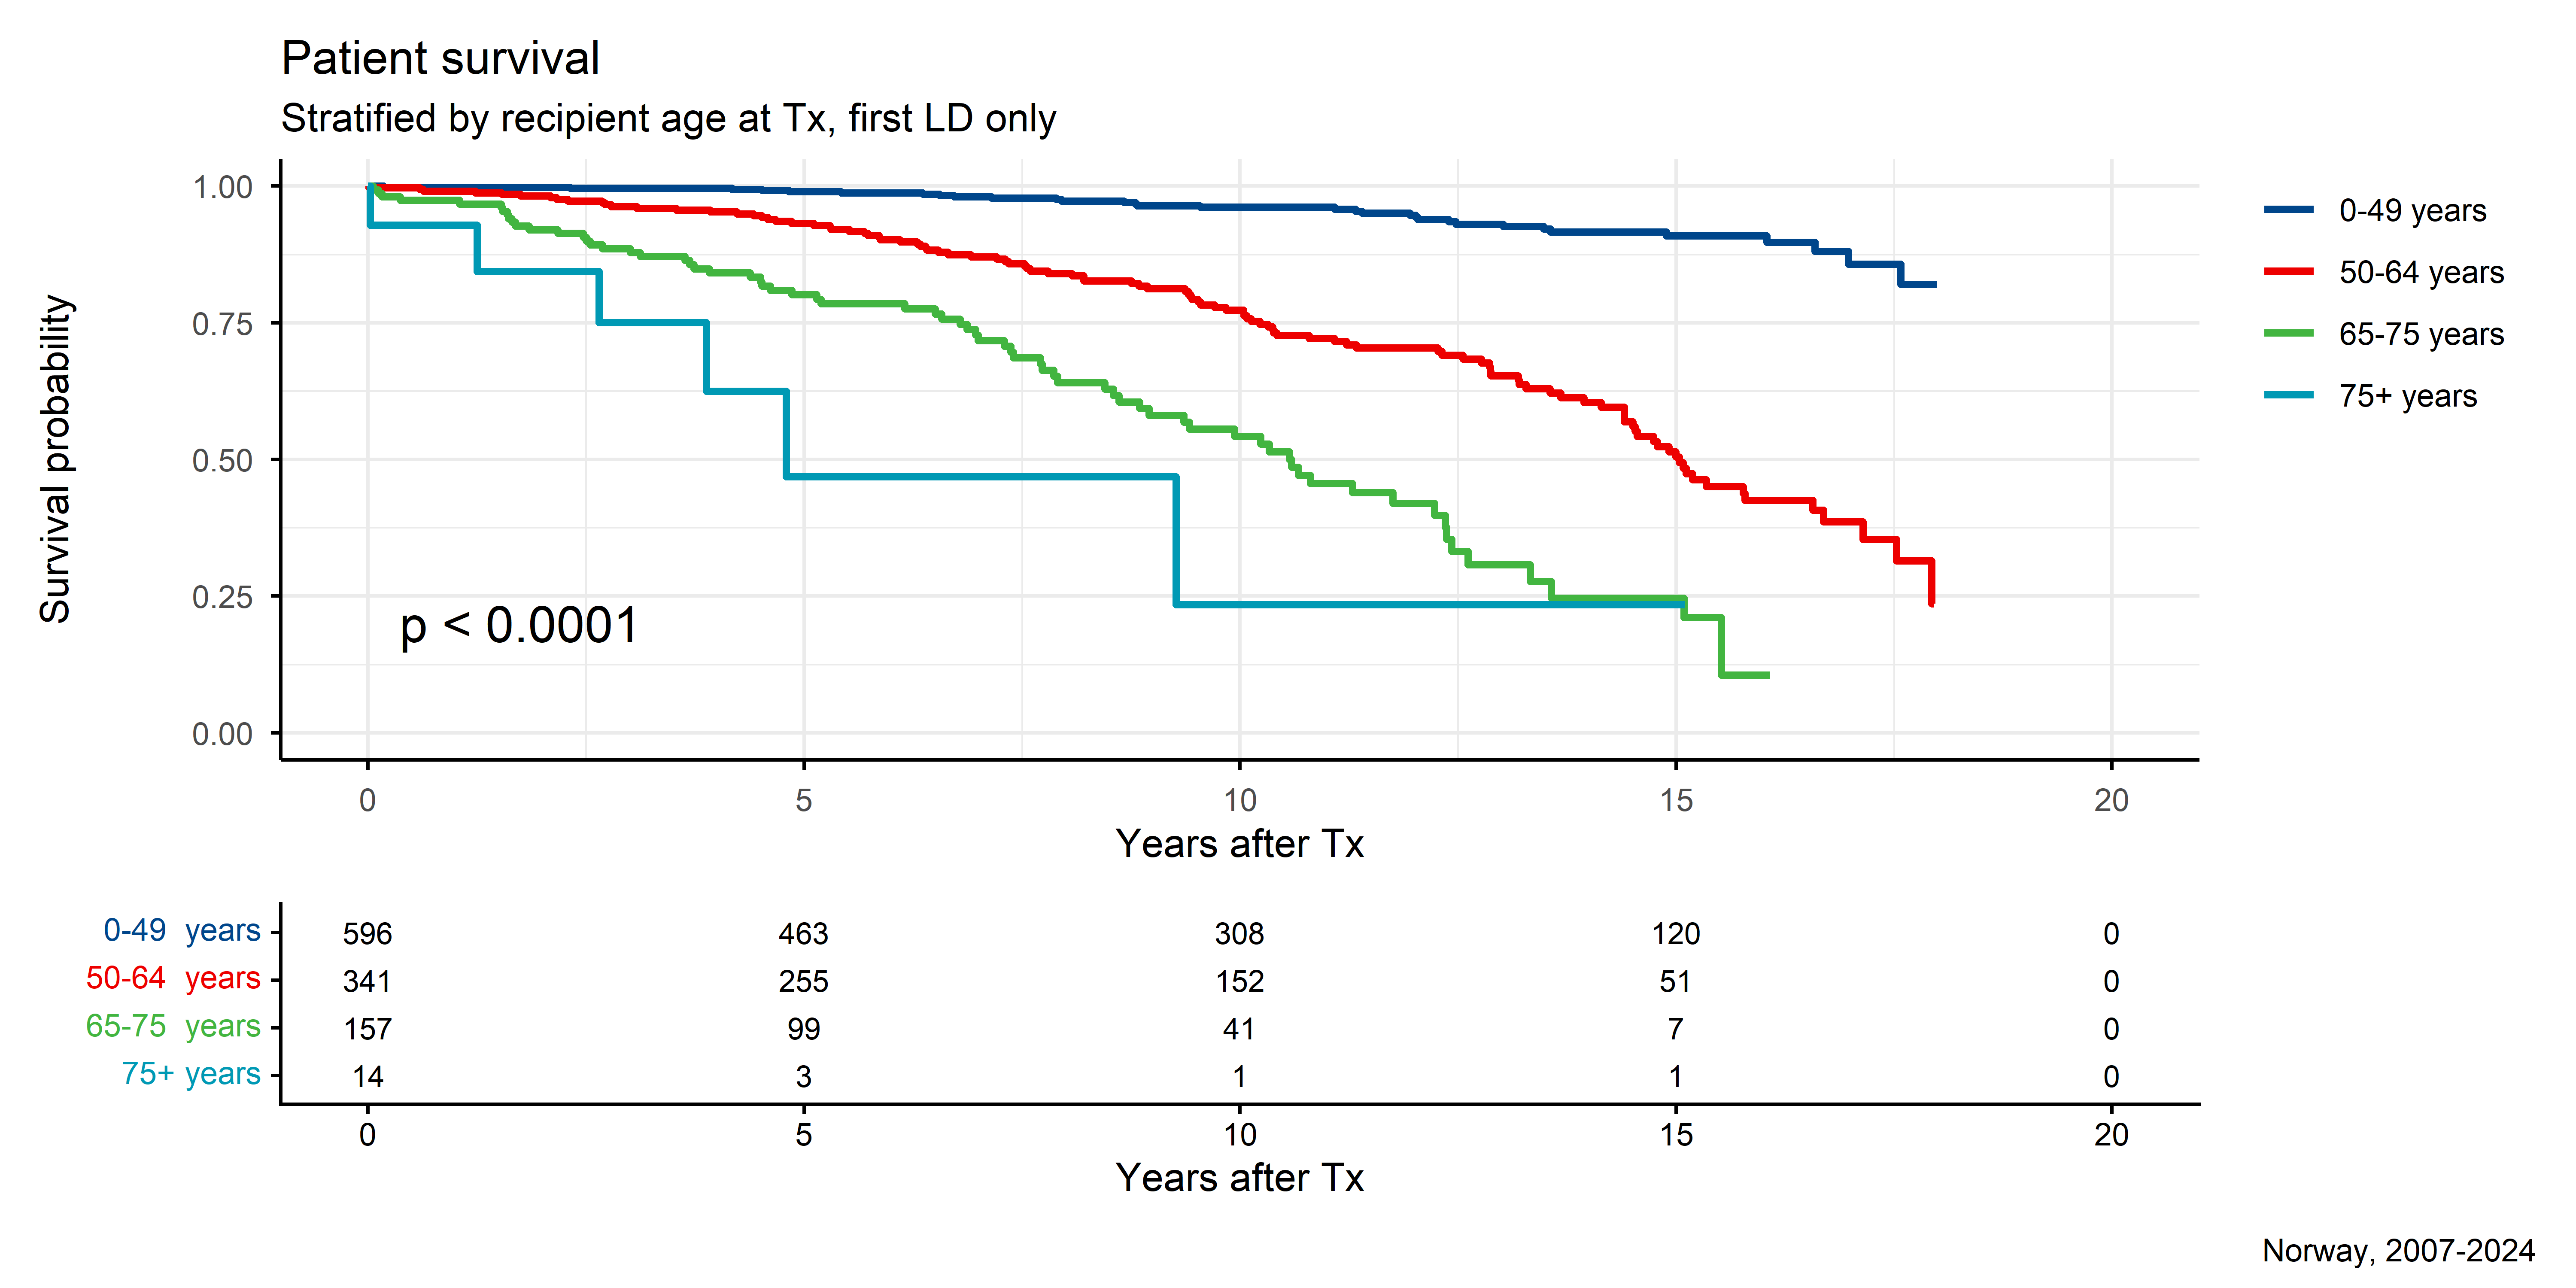 Patient survival
Stratified by recipient age at Tx, first LD only
Survival probability
1.00
0.75
0.50
0.25
0.00
p < 0.0001
0 5 10 15 20
Years after Tx
0-49 years
50-64 years
65-75 years
75+ years
0-49 years 596 463 308 120 0
50-64 years 341 255 152 51 0
65-75 years 157 99 41 7 0
75+ years 14 3 1 1 0
0 5 10 15 20
Years after Tx
Norway, 2007-2024